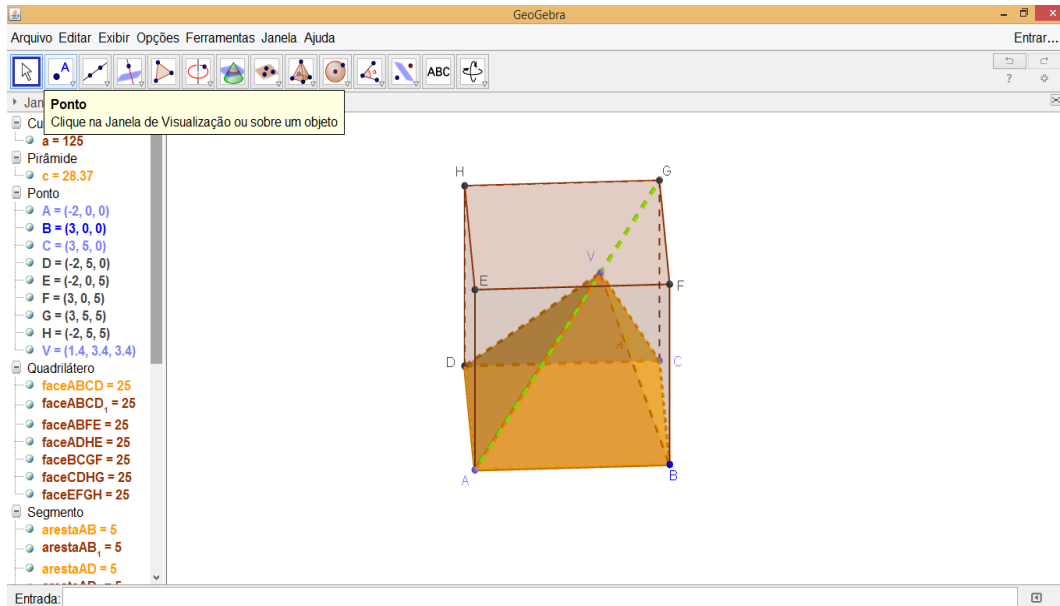 GeoGebra
Arquivo Editar Exibir Opções Ferramentas Janela Ajuda
Entrar...
A
ABC
?
Jan
Ponto
Clique na Janela de Visualização ou sobre um objeto
Cu
a = 125
Pirâmide
c = 28.37
Ponto
A = (-2, 0, 0)
B = (3, 0, 0)
C = (3, 5, 0)
D = (-2, 5, 0)
E = (-2, 0, 5)
F = (3, 0, 5)
G = (3, 5, 5)
H = (-2, 5, 5)
V = (1.4, 3.4, 3.4)
Quadrilátero
faceABCD = 25
faceABCD₁ = 25
faceABFE = 25
faceADHE = 25
faceBCGF = 25
faceCDHG = 25
faceEFGH = 25
Segmento
arestaAB = 5
arestaAB₁ = 5
arestaAD = 5
H
G
V
E
F
D
C
A
B
Entrada: